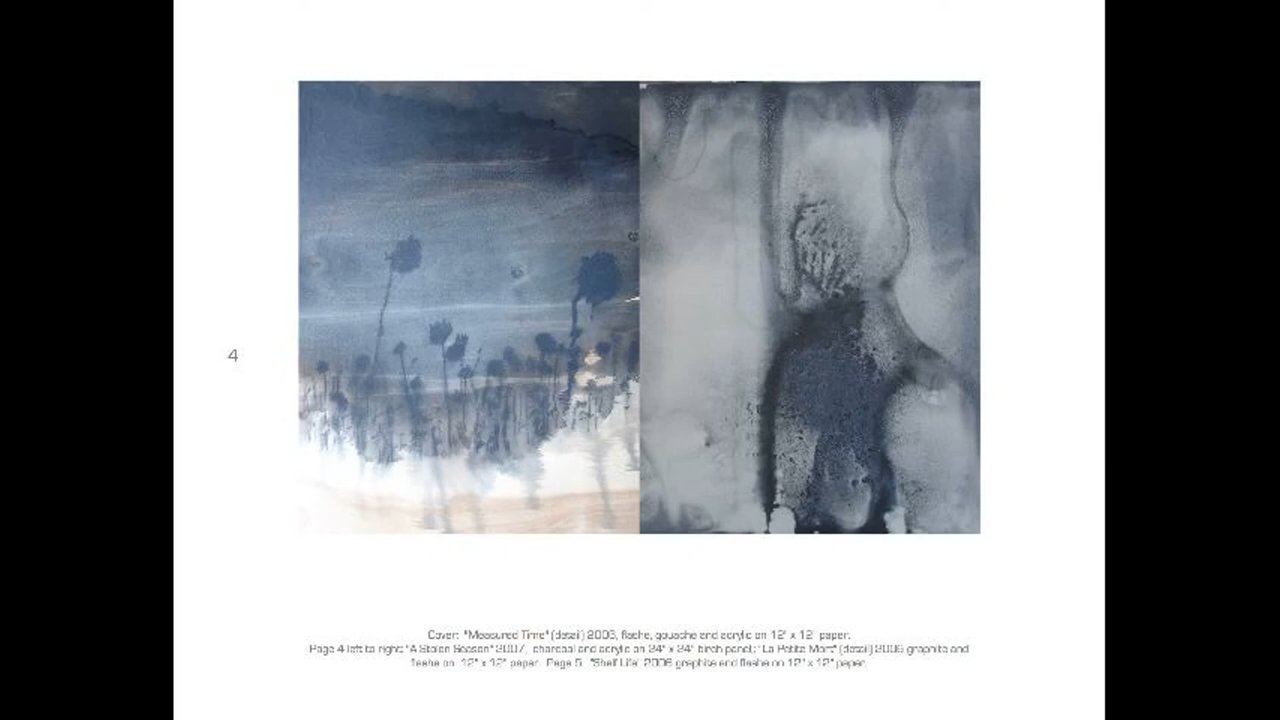 4
Cover: "Measured Time" (detail) 2006, flashe, gouache and acrylic on 12" x 12" paper.
Page 4 left to right: "A Stolen Season" 2007, charcoal and acrylic on 24" x 24" birch panel; "La Petite Mort" (detail) 2006 graphite and
flashe on 12" x 12" paper. Page 5 "Shelf Life" 2006 graphite and flashe on 12" x 12" paper